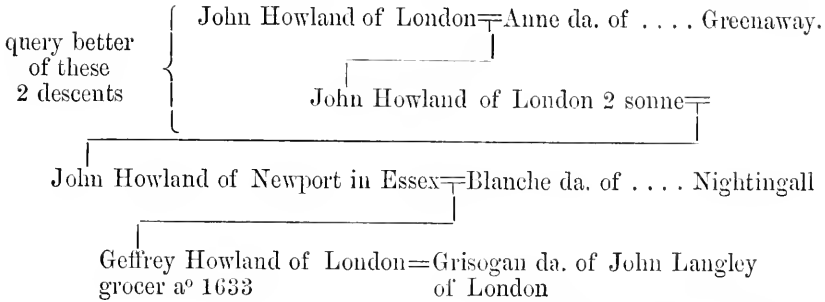 John Howland of London=Anne da. of .... Greenaway.
query better
of these
2 descents
John Howland of London 2 sonne=
John Howland of Newport in Essex=Blanche da. of .... Nightingall
Geffrey Howland of London=Grisogan da. of John Langley
grocer aº 1633 of London